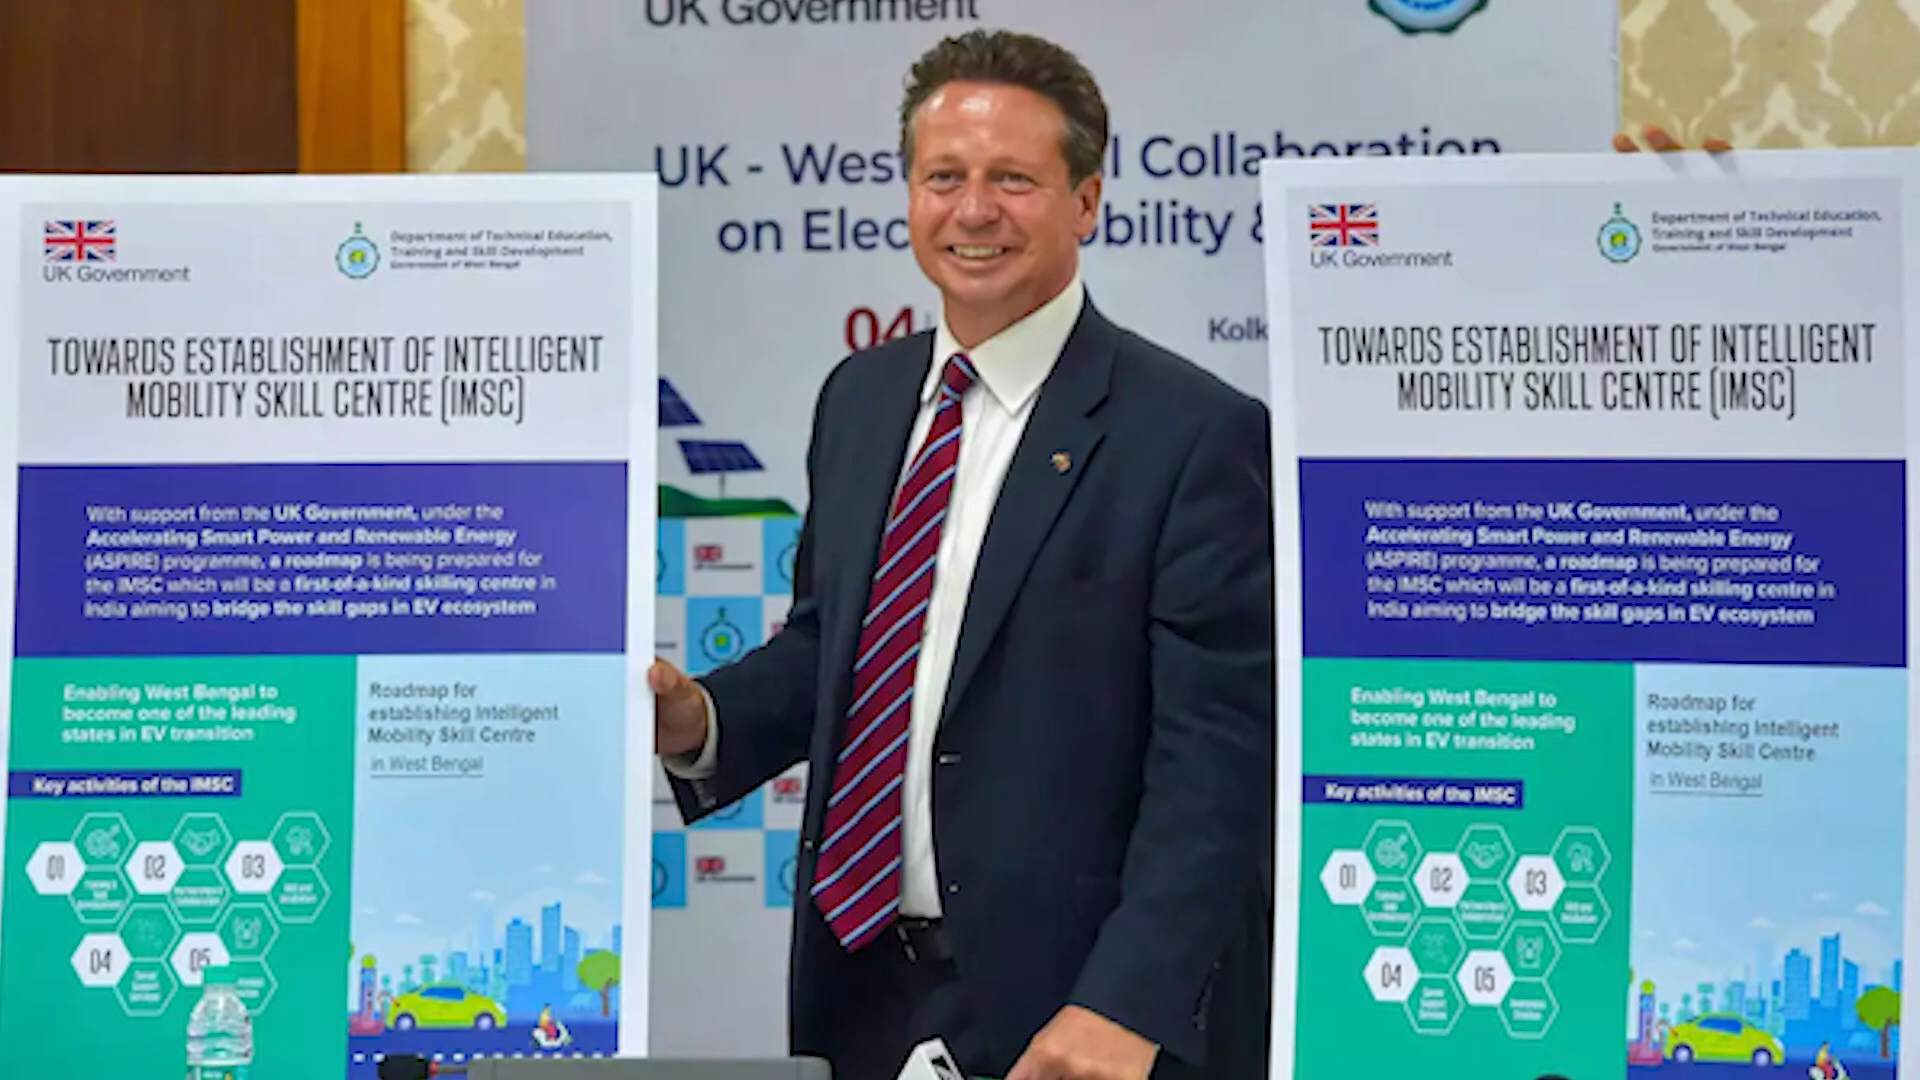 UK Government
UK - West l Collaboration
on Elec obility &
04
Kolk
UK Government
Department of Technical Education,
Training and Skill Development
Government of West Bengal
TOWARDS ESTABLISHMENT OF INTELLIGENT
MOBILITY SKILL CENTRE (IMSC)
With support from the UK Government, under the
Accelerating Smart Power and Renewable Energy
(ASPIRE) programme, a roadmap is being prepared for
the IMSC which will be a first-of-a-kind skilling centre in
India aiming to bridge the skill gaps in EV ecosystem
Enabling West Bengal to
become one of the leading
states in EV transition
Roadmap for
establishing Intelligent
Mobility Skill Centre
in West Bengal
Key activities of the IMSC
01
02
03
04
05
UK Government
Department of Technical Education,
Training and Skill Development
Government of West Bengal
TOWARDS ESTABLISHMENT OF INTELLIGENT
MOBILITY SKILL CENTRE (IMSC)
With support from the UK Government, under the
Accelerating Smart Power and Renewable Energy
(ASPIRE) programme, a roadmap is being prepared for
the IMSC which will be a first-of-a-kind skilling centre in
India aiming to bridge the skill gaps in EV ecosystem
Enabling West Bengal to
become one of the leading
states in EV transition
Roadmap for
establishing Intelligent
Mobility Skill Centre
in West Bengal
Key activities of the IMSC
01
02
03
04
05